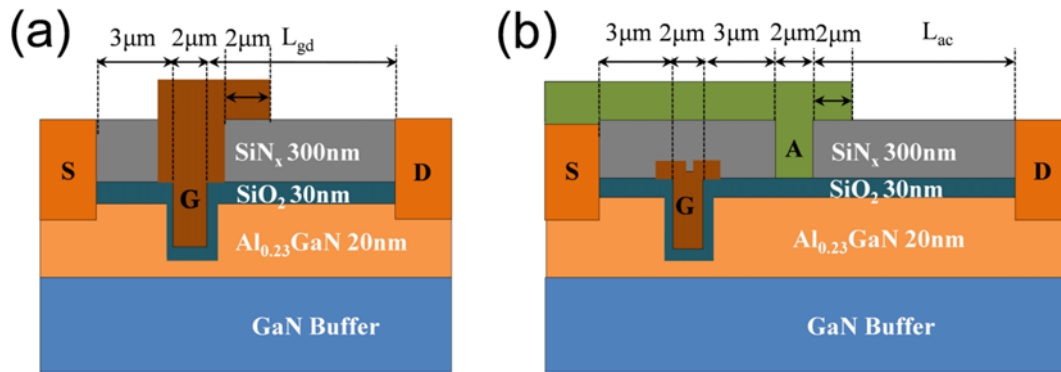 (a)
3μm 2μm 2μm L_gd
S
SiN_x 300nm
D
SiO_2 30nm
G
Al_0.23GaN 20nm
GaN Buffer
(b)
3μm 2μm 3μm 2μm 2μm L_ac
S
A
SiN_x 300nm
D
SiO_2 30nm
G
Al_0.23GaN 20nm
GaN Buffer